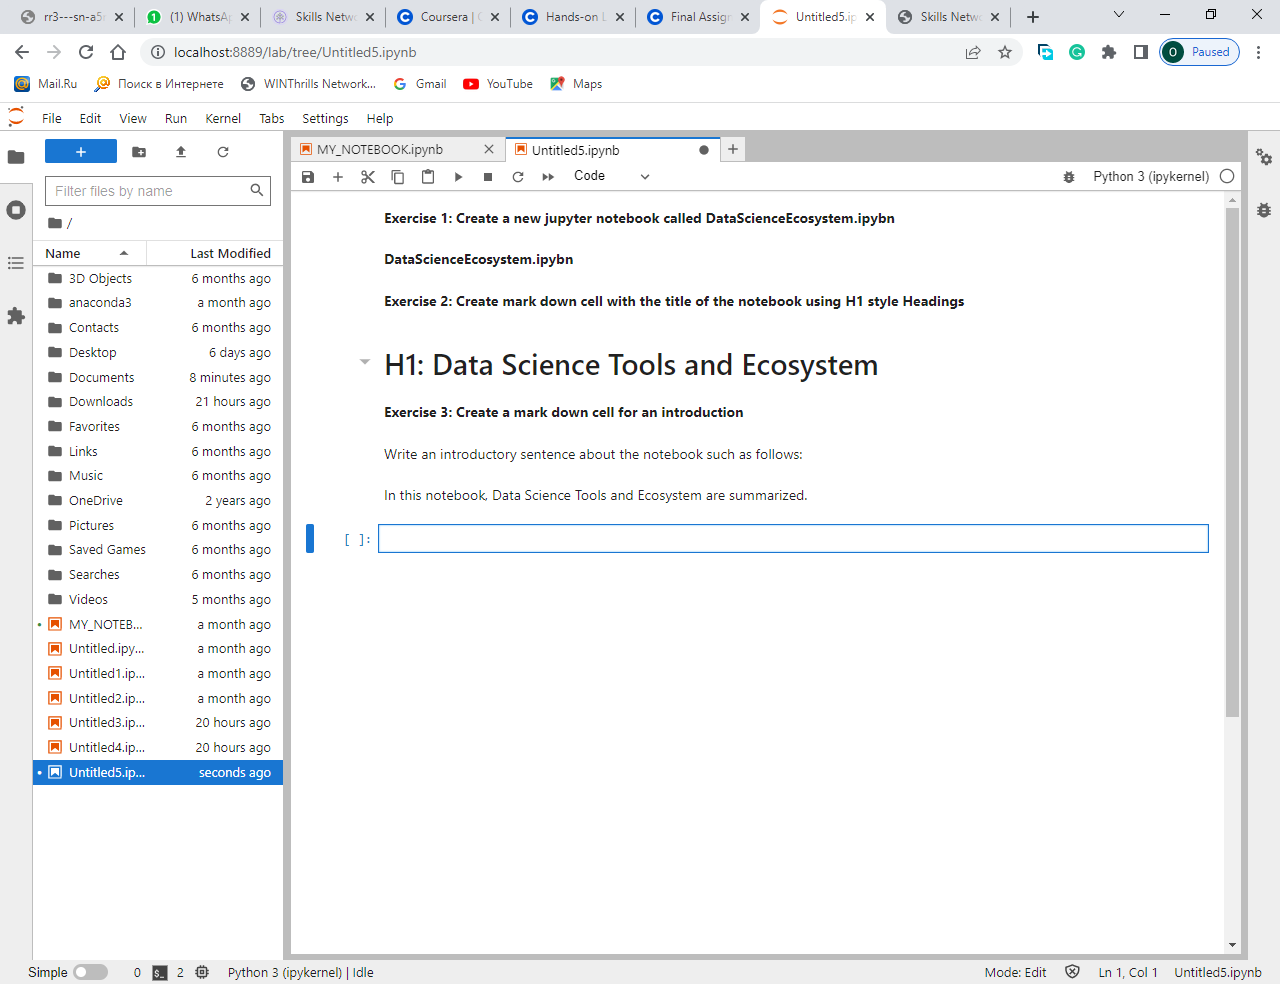 rr3---sn-a5
(1) WhatsA
Skills Netw
Coursera | C
Hands-on L
Final Assign
Untitled5.ip
Skills Netw
localhost:8889/lab/tree/Untitled5.ipynb
O Paused
Mail.Ru
Поиск в Интернете
WINThrills Network...
Gmail
YouTube
Maps
File Edit View Run Kernel Tabs Settings Help
MY_NOTEBOOK.ipynb
Untitled5.ipynb
Code
Python 3 (ipykernel)
Filter files by name
/
Name Last Modified
3D Objects 6 months ago
anaconda3 a month ago
Contacts 6 months ago
Desktop 6 days ago
Documents 8 minutes ago
Downloads 21 hours ago
Favorites 6 months ago
Links 6 months ago
Music 6 months ago
OneDrive 2 years ago
Pictures 6 months ago
Saved Games 6 months ago
Searches 6 months ago
Videos 5 months ago
MY_NOTEB... a month ago
Untitled.ipy... a month ago
Untitled1.ip... a month ago
Untitled2.ip... a month ago
Untitled3.ip... 20 hours ago
Untitled4.ip... 20 hours ago
Untitled5.ip... seconds ago
Exercise 1: Create a new jupyter notebook called DataScienceEcosystem.ipybn
DataScienceEcosystem.ipybn
Exercise 2: Create mark down cell with the title of the notebook using H1 style Headings
H1: Data Science Tools and Ecosystem
Exercise 3: Create a mark down cell for an introduction
Write an introductory sentence about the notebook such as follows:
In this notebook, Data Science Tools and Ecosystem are summarized.
[ ]:
Simple 0 $_ 2 Python 3 (ipykernel) | Idle
Mode: Edit Ln 1, Col 1 Untitled5.ipynb